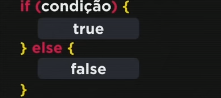 if (condição) {
true
} else {
false
}